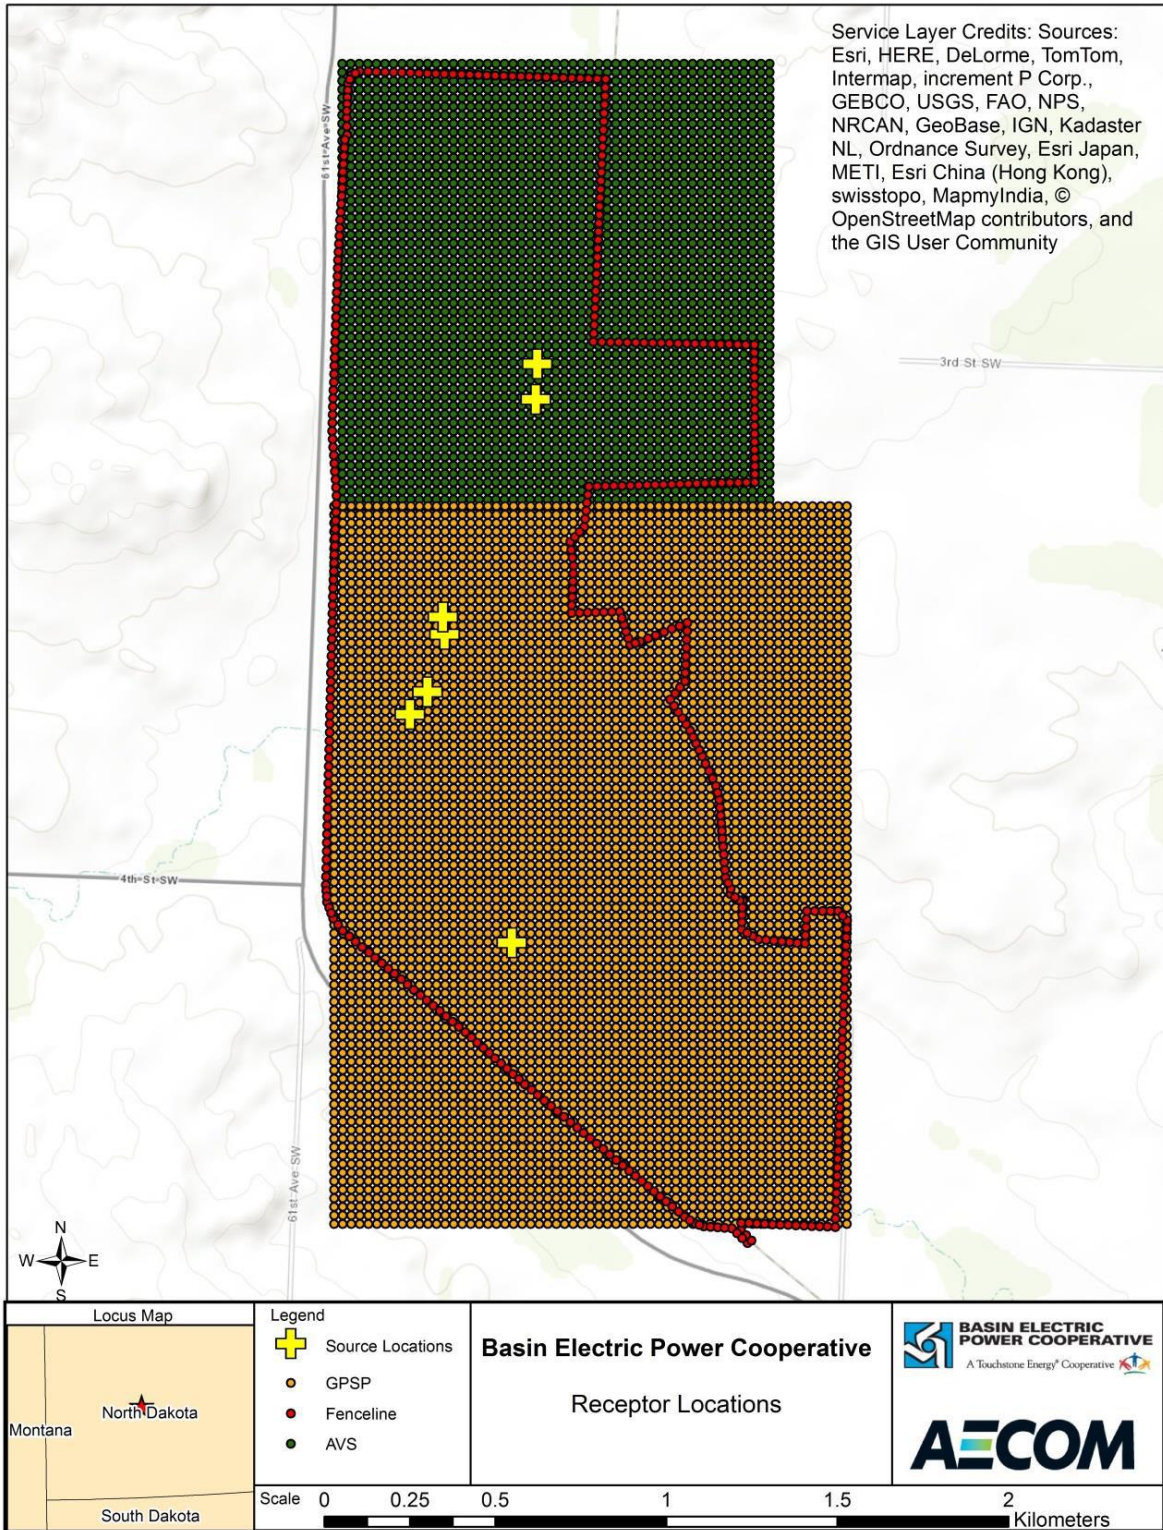 Service Layer Credits: Sources:
Esri, HERE, DeLorme, TomTom,
Intermap, increment P Corp.,
GEBCO, USGS, FAO, NPS,
NRCAN, GeoBase, IGN, Kadaster
NL, Ordnance Survey, Esri Japan,
METI, Esri China (Hong Kong),
swisstopo, MapmyIndia, ©
OpenStreetMap contributors, and
the GIS User Community
61st Ave SW
3rd St SW
4th St SW
61st Ave SW
N
W E
S
Locus Map
North Dakota
Montana
South Dakota
Legend
Source Locations
GPSP
Fenceline
AVS
Basin Electric Power Cooperative
Receptor Locations
BASIN ELECTRIC
POWER COOPERATIVE
A Touchstone Energy® Cooperative
AECOM
Scale 0 0.25 0.5 1 1.5 2
Kilometers